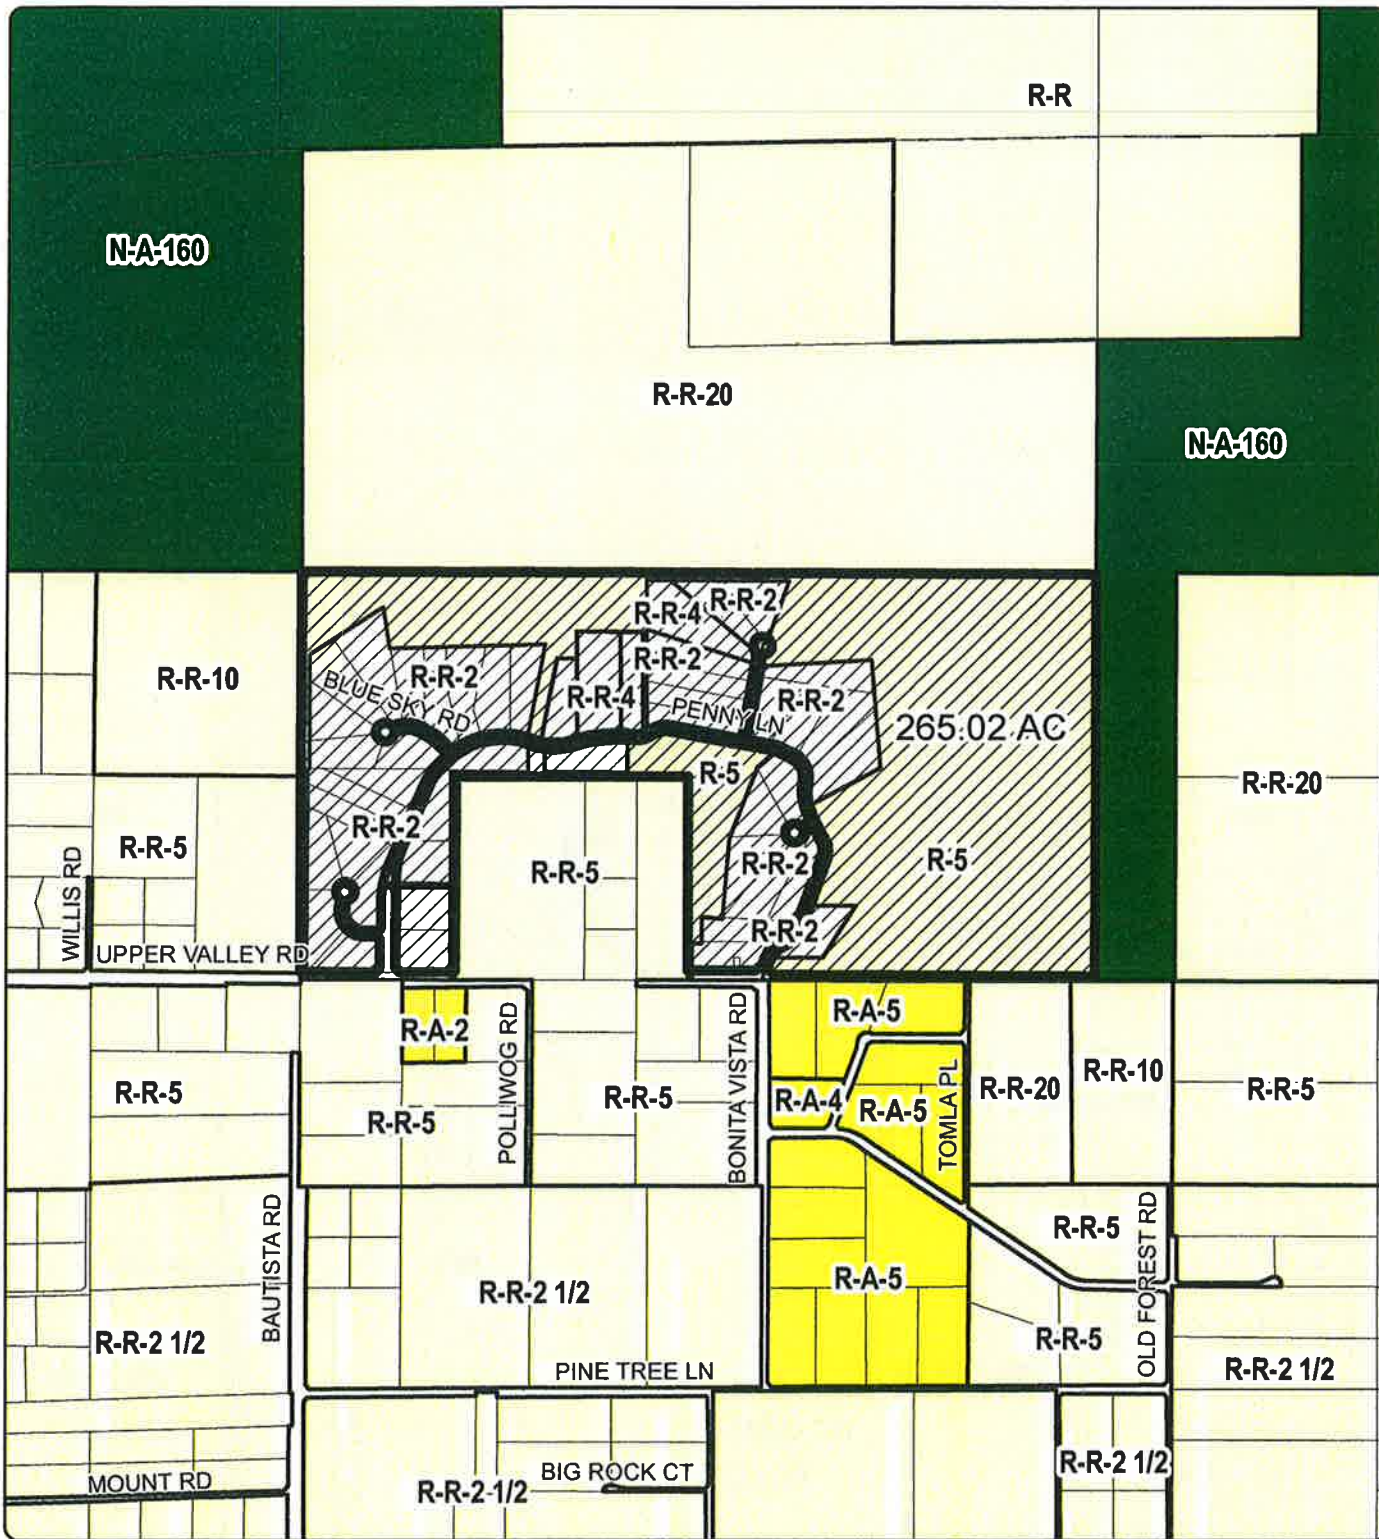 R-R
N-A-160
R-R-20
N-A-160
R-R-2
R-R-4
R-R-2
R-R-10
R-R-2
BLUE SKY RD
R-R-4
R-R-2
PENNY LN
265.02 AC
R-5
R-R-20
R-R-2
R-R-5
WILLIS RD
R-R-5
R-R-2
R-5
R-R-2
UPPER VALLEY RD
R-A-2
POLLIWOG RD
BONITA VISTA RD
R-A-5
R-R-5
R-R-5
R-R-5
R-A-4
R-A-5
TOMLA PL
R-R-20
R-R-10
R-R-5
BAUTISTA RD
R-R-5
OLD FOREST RD
R-R-2 1/2
R-A-5
R-R-2 1/2
R-R-5
PINE TREE LN
R-R-2 1/2
MOUNT RD
R-R-2 1/2
BIG ROCK CT
R-R-2 1/2